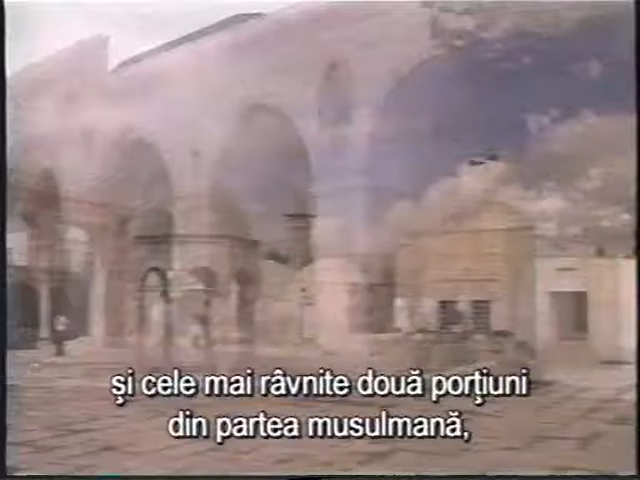 şi cele mai râvnite două porţiuni
din partea musulmană,